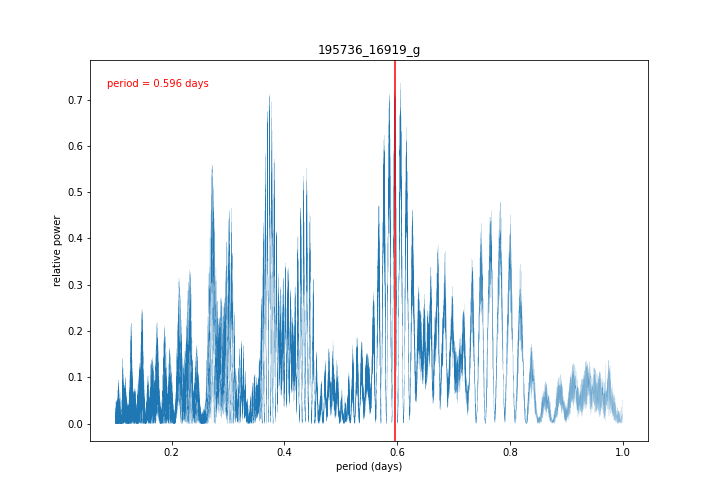 195736_16919_g
period = 0.596 days
relative power
0.7
0.6
0.5
0.4
0.3
0.2
0.1
0.0
0.2 0.4 0.6 0.8 1.0
period (days)